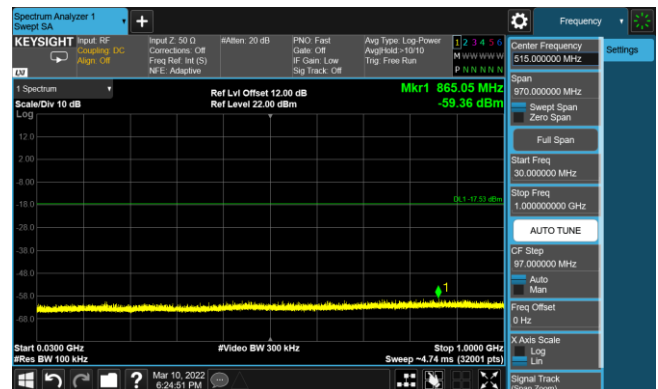 Spectrum Analyzer 1
Swept SA
Frequency
KEYSIGHT
Input: RF
Coupling: DC
Align: Off
Input Z: 50 Ω
Corrections: Off
Freq Ref: Int (S)
NFE: Adaptive
#Atten: 20 dB
PNO: Fast
Gate: Off
IF Gain: Low
Sig Track: Off
Avg Type: Log-Power
Avg|Hold:>10/10
Trig: Free Run
1 2 3 4 5 6
M W W W W W
P N N N N N
LXI
1 Spectrum
Scale/Div 10 dB
Log
Ref Lvl Offset 12.00 dB
Ref Level 22.00 dBm
Mkr1 865.05 MHz
-59.36 dBm
12.0
2.00
-8.00
-18.0
-28.0
-38.0
-48.0
-58.0
-68.0
DL1 -17.53 dBm
1
Start 0.0300 GHz
#Res BW 100 kHz
#Video BW 300 kHz
Stop 1.0000 GHz
Sweep ~4.74 ms (32001 pts)
Mar 10, 2022
6:24:51 PM
Center Frequency
515.000000 MHz
Settings
Span
970.000000 MHz
Swept Span
Zero Span
Full Span
Start Freq
30.000000 MHz
Stop Freq
1.000000000 GHz
AUTO TUNE
CF Step
97.000000 MHz
Auto
Man
Freq Offset
0 Hz
X Axis Scale
Log
Lin
Signal Track
(Span Zoom)